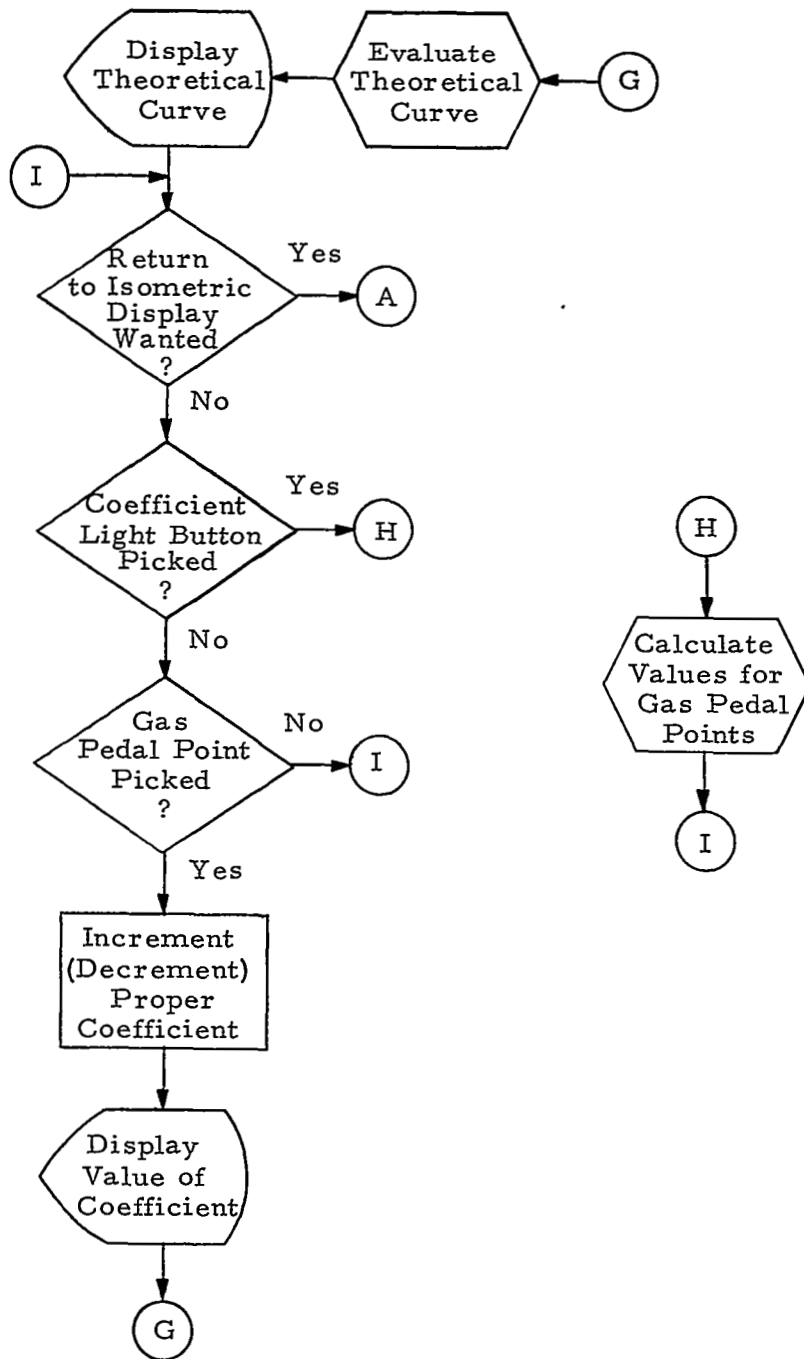 Display
Theoretical
Curve
Evaluate
Theoretical
Curve
G
I
Return
to Isometric
Display
Wanted
?
Yes
A
No
Coefficient
Light Button
Picked
?
Yes
H
No
Gas
Pedal Point
Picked
?
No
I
Yes
Increment
(Decrement)
Proper
Coefficient
Display
Value of
Coefficient
G
H
Calculate
Values for
Gas Pedal
Points
I